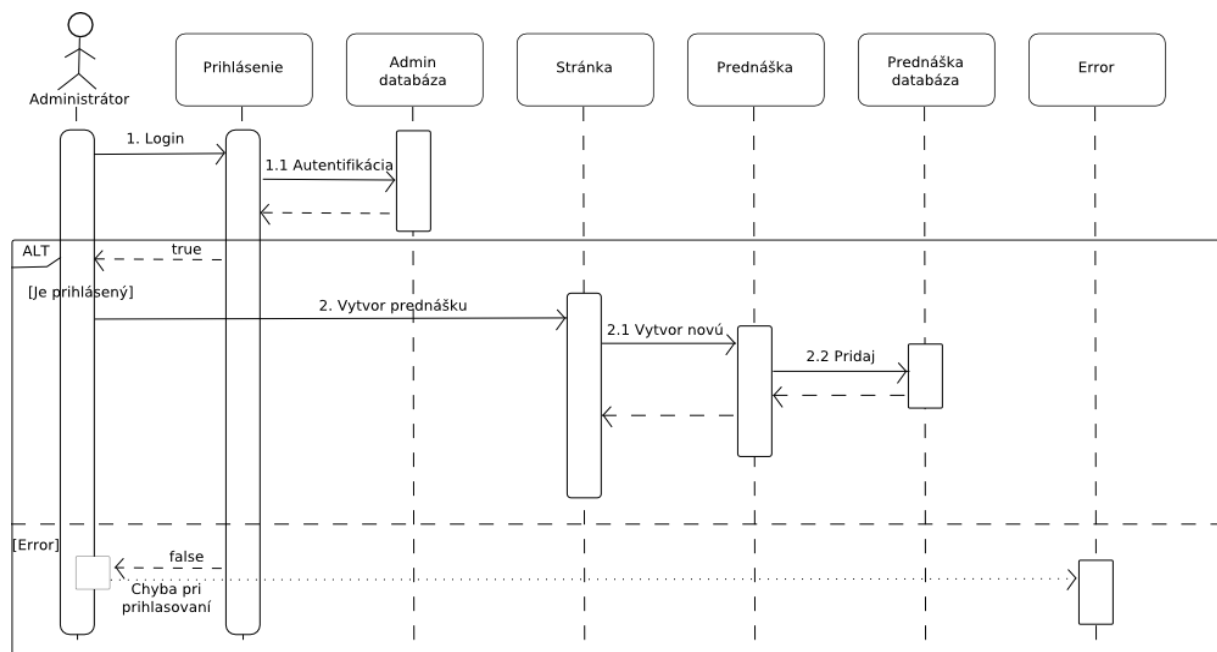 Administrátor
Prihlásenie
Admin
databáza
Stránka
Prednáška
Prednáška
databáza
Error
1. Login
1.1 Autentifikácia
ALT
true
[Je prihlásený]
2. Vytvor prednášku
2.1 Vytvor novú
2.2 Pridaj
[Error]
false
Chyba pri
prihlasovaní